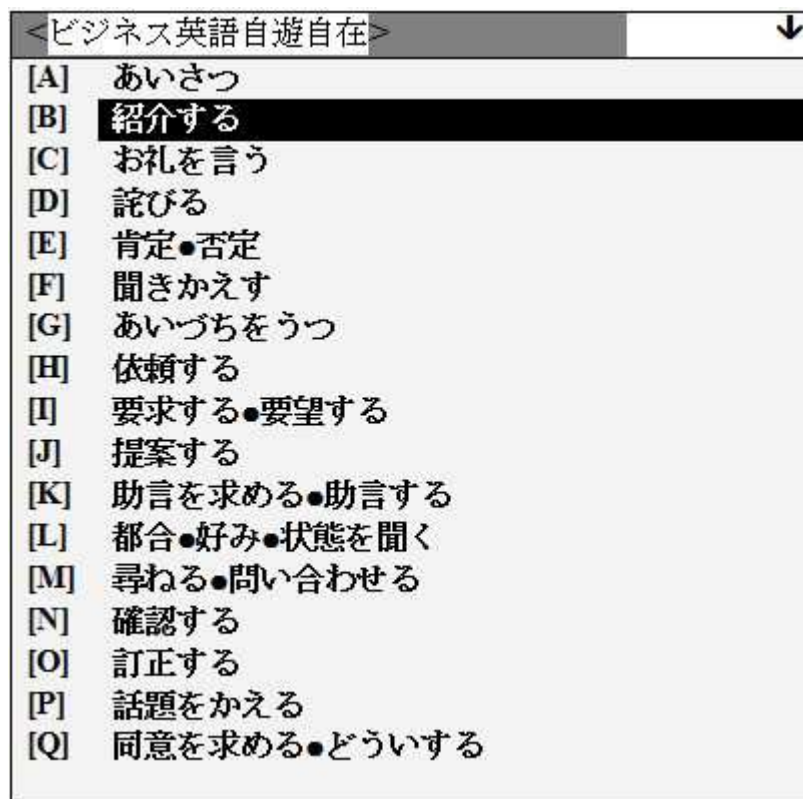 <ビジネス英語自遊自在> ↓
[A] あいさつ
[B] 紹介する
[C] お礼を言う
[D] 詫びる
[E] 肯定●否定
[F] 聞きかえす
[G] あいづちをうつ
[H] 依頼する
[I] 要求する●要望する
[J] 提案する
[K] 助言を求める●助言する
[L] 都合●好み●状態を聞く
[M] 尋ねる●問い合わせる
[N] 確認する
[O] 訂正する
[P] 話題をかえる
[Q] 同意を求める●どういする